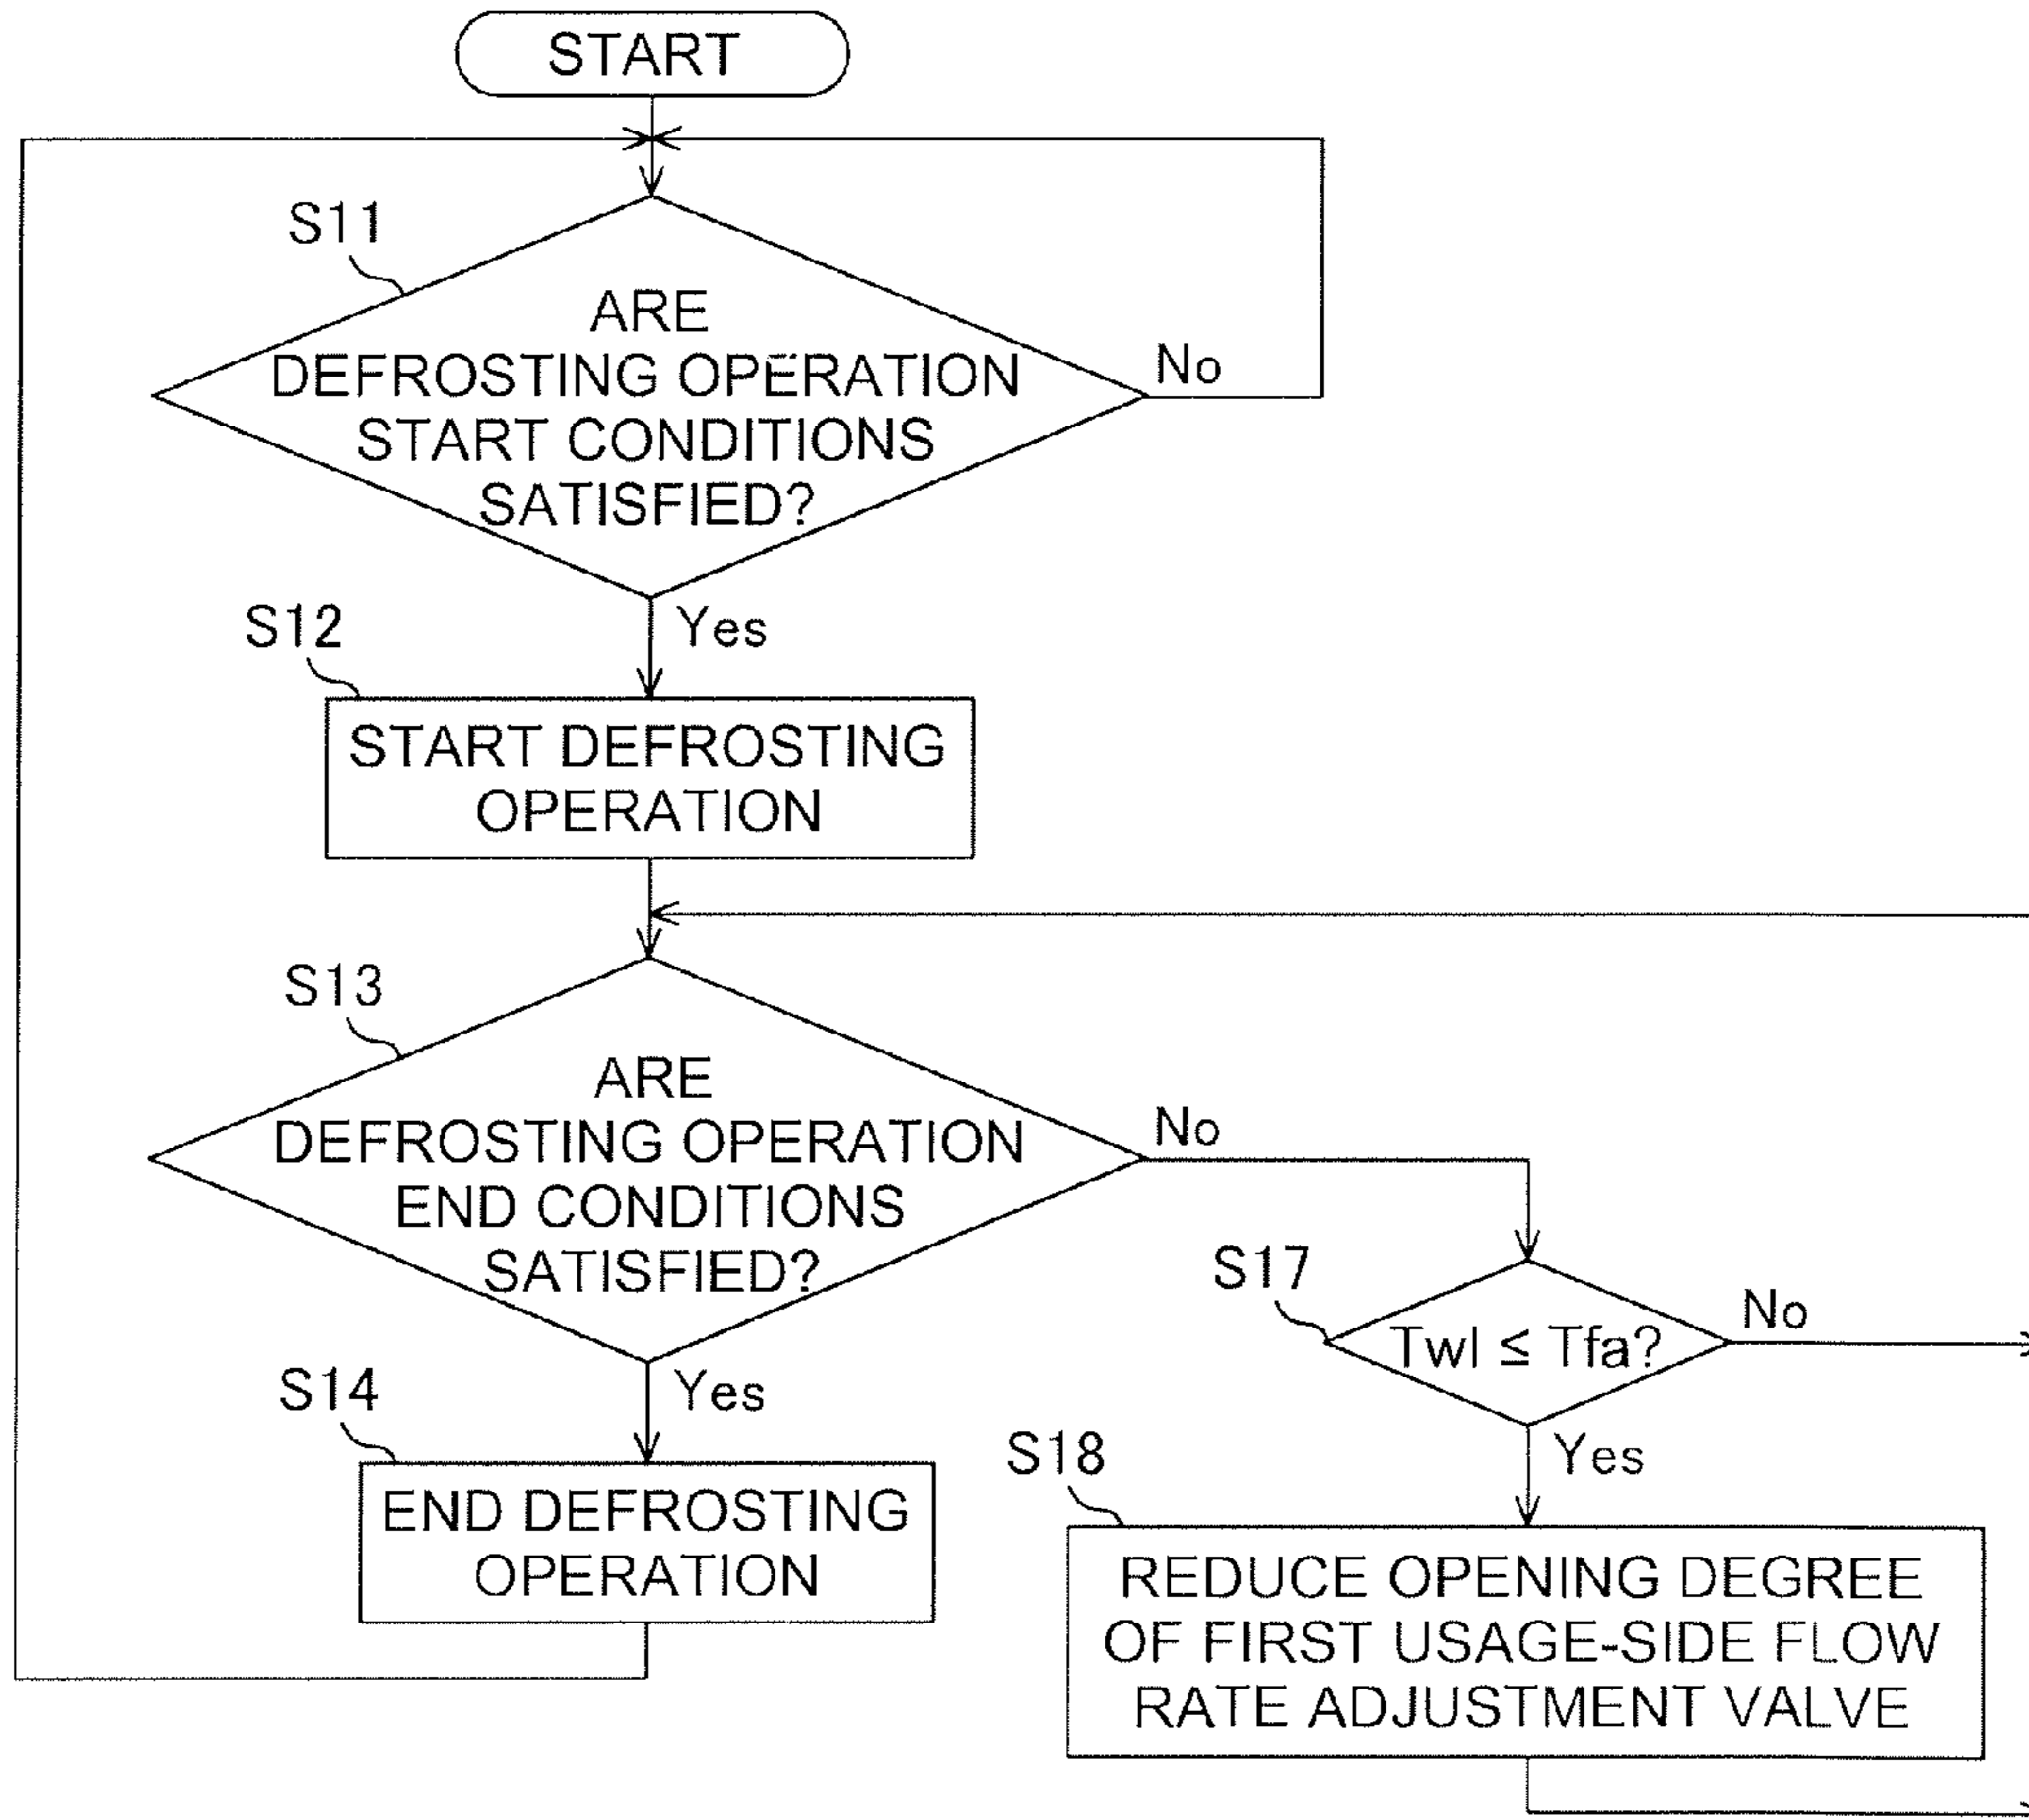 START
S11
ARE
DEFROSTING OPERATION
START CONDITIONS
SATISFIED?
No
Yes
S12
START DEFROSTING
OPERATION
S13
ARE
DEFROSTING OPERATION
END CONDITIONS
SATISFIED?
No
Yes
S14
END DEFROSTING
OPERATION
S17
Twl ≤ Tfa?
No
Yes
S18
REDUCE OPENING DEGREE
OF FIRST USAGE-SIDE FLOW
RATE ADJUSTMENT VALVE